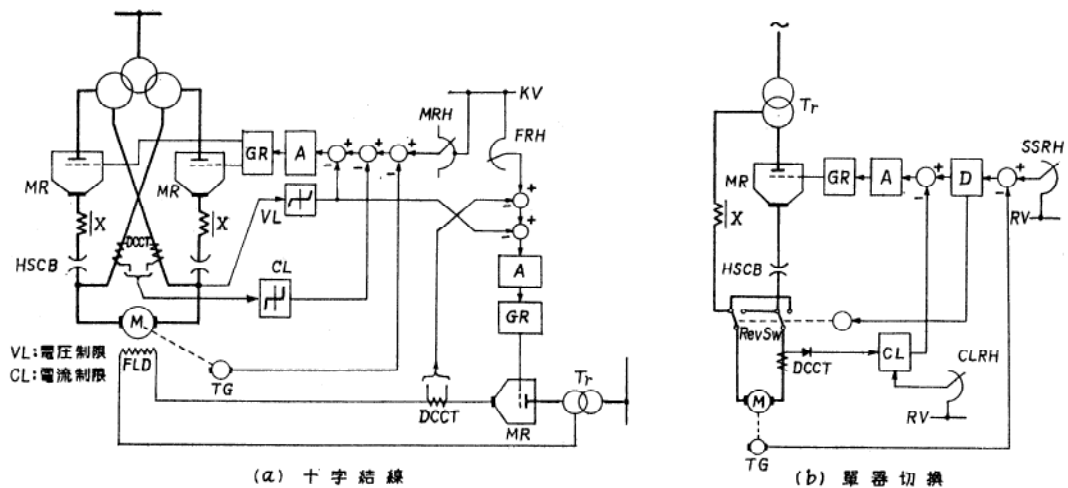 KV
MRH
FRH
GR
A
MR
MR
VL
X
X
DCCT
HSCB
CL
A
GR
M
VL:電圧制限
CL:電流制限
FLD
TG
DCCT
MR
Tr
(a) 十字結線
~
Tr
MR
GR
A
D
SSRH
RV
X
HSCB
RevSw
DCCT
CL
CLRH
RV
M
TG
(b) 單器切換